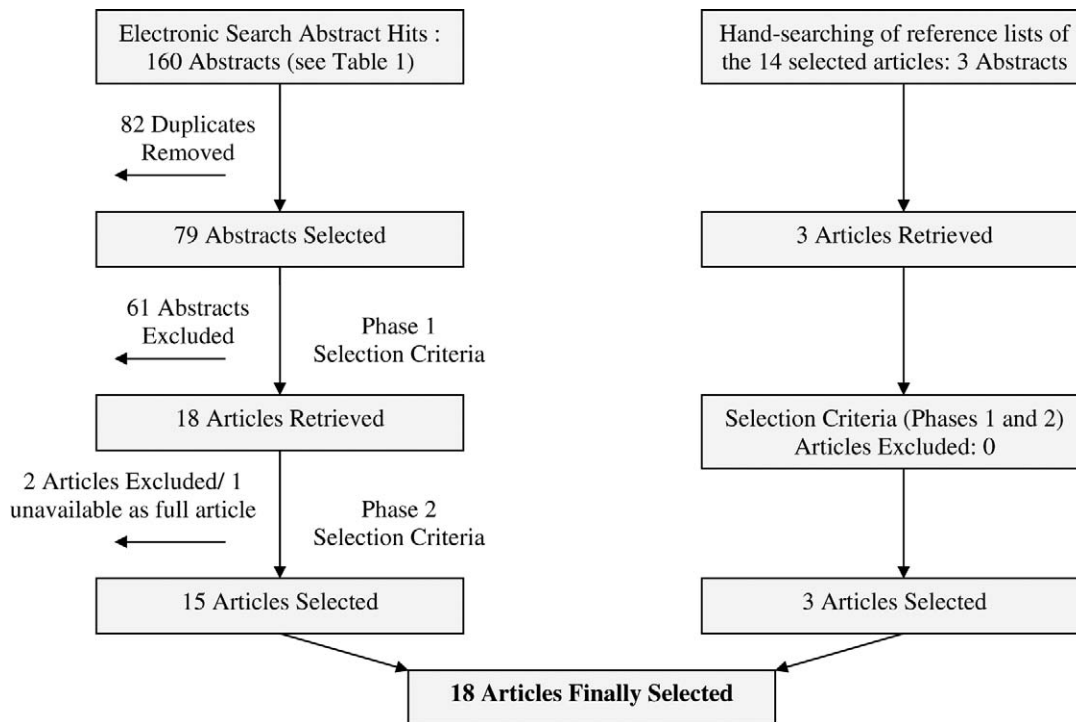 Electronic Search Abstract Hits :
160 Abstracts (see Table 1)
82 Duplicates
Removed
79 Abstracts Selected
61 Abstracts
Excluded
Phase 1
Selection Criteria
18 Articles Retrieved
2 Articles Excluded/ 1
unavailable as full article
Phase 2
Selection Criteria
15 Articles Selected
Hand-searching of reference lists of
the 14 selected articles: 3 Abstracts
3 Articles Retrieved
Selection Criteria (Phases 1 and 2)
Articles Excluded: 0
3 Articles Selected
18 Articles Finally Selected